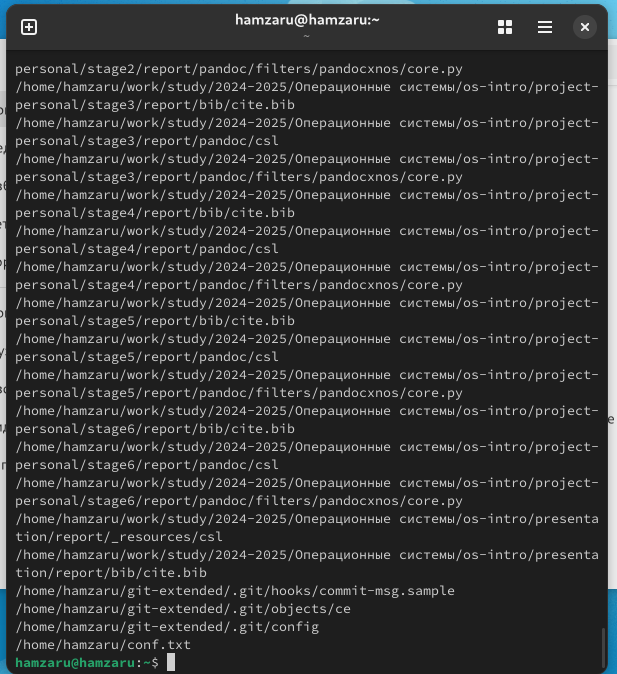 hamzaru@hamzaru:~
~
personal/stage2/report/pandoc/filters/pandocxnos/core.py
/home/hamzaru/work/study/2024-2025/Операционные системы/os-intro/project-
personal/stage3/report/bib/cite.bib
/home/hamzaru/work/study/2024-2025/Операционные системы/os-intro/project-
personal/stage3/report/pandoc/csl
/home/hamzaru/work/study/2024-2025/Операционные системы/os-intro/project-
personal/stage3/report/pandoc/filters/pandocxnos/core.py
/home/hamzaru/work/study/2024-2025/Операционные системы/os-intro/project-
personal/stage4/report/bib/cite.bib
/home/hamzaru/work/study/2024-2025/Операционные системы/os-intro/project-
personal/stage4/report/pandoc/csl
/home/hamzaru/work/study/2024-2025/Операционные системы/os-intro/project-
personal/stage4/report/pandoc/filters/pandocxnos/core.py
/home/hamzaru/work/study/2024-2025/Операционные системы/os-intro/project-
personal/stage5/report/bib/cite.bib
/home/hamzaru/work/study/2024-2025/Операционные системы/os-intro/project-
personal/stage5/report/pandoc/csl
/home/hamzaru/work/study/2024-2025/Операционные системы/os-intro/project-
personal/stage5/report/pandoc/filters/pandocxnos/core.py
/home/hamzaru/work/study/2024-2025/Операционные системы/os-intro/project-
personal/stage6/report/bib/cite.bib
/home/hamzaru/work/study/2024-2025/Операционные системы/os-intro/project-
personal/stage6/report/pandoc/csl
/home/hamzaru/work/study/2024-2025/Операционные системы/os-intro/project-
personal/stage6/report/pandoc/filters/pandocxnos/core.py
/home/hamzaru/work/study/2024-2025/Операционные системы/os-intro/presenta
tion/report/_resources/csl
/home/hamzaru/work/study/2024-2025/Операционные системы/os-intro/presenta
tion/report/bib/cite.bib
/home/hamzaru/git-extended/.git/hooks/commit-msg.sample
/home/hamzaru/git-extended/.git/objects/ce
/home/hamzaru/git-extended/.git/config
/home/hamzaru/conf.txt
hamzaru@hamzaru:~$